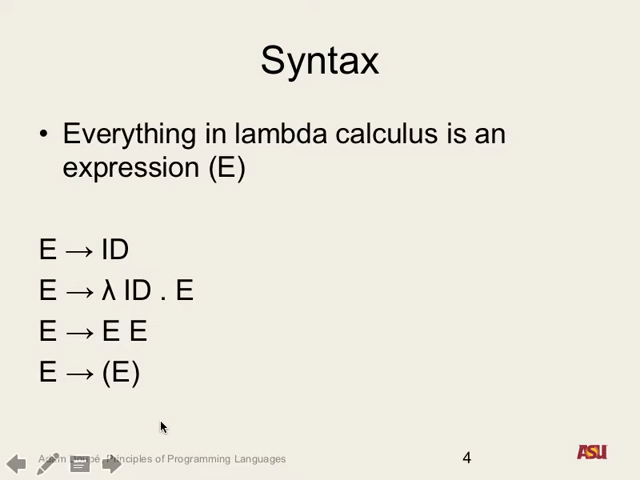 Syntax
• Everything in lambda calculus is an
expression (E)
E → ID
E → λ ID . E
E → E E
E → (E)
Principles of Programming Languages
4
ASU